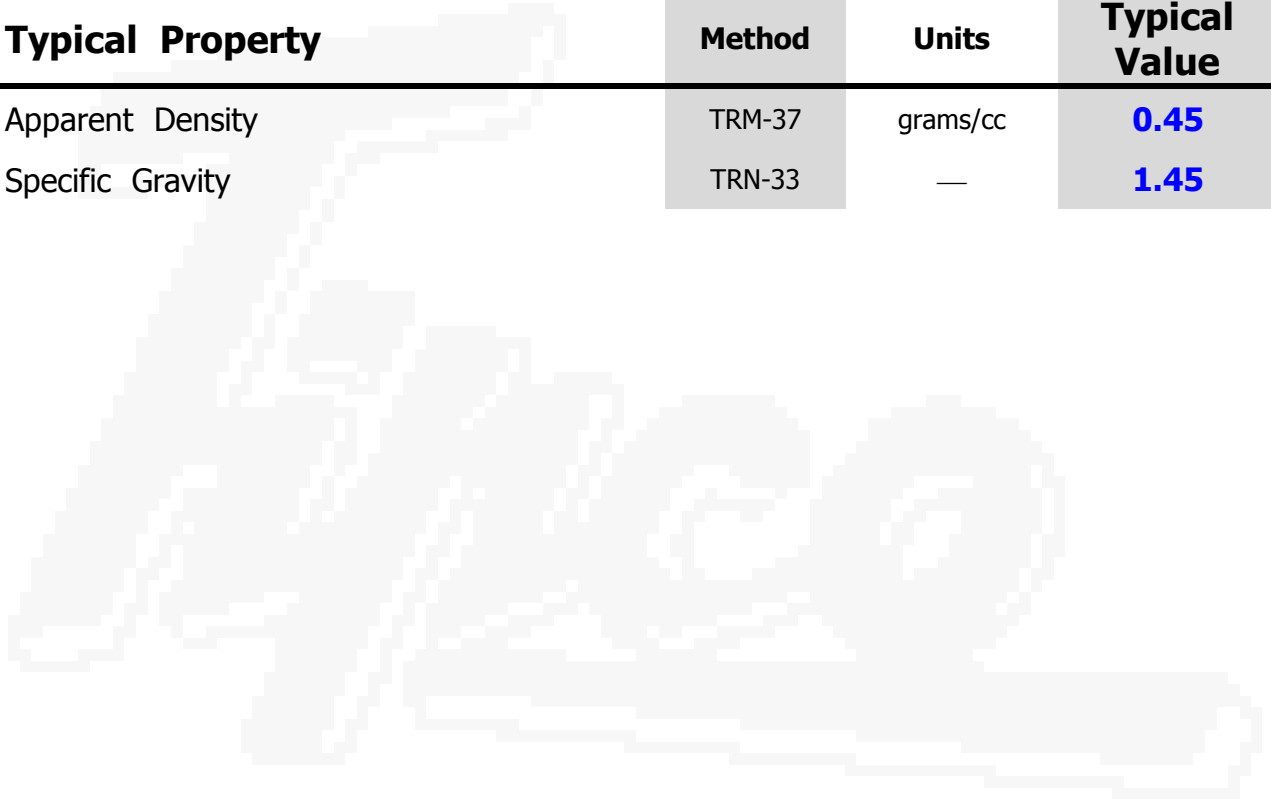 Typical Property Method Units Typical Value
Apparent Density TRM-37 grams/cc 0.45
Specific Gravity TRN-33 — 1.45